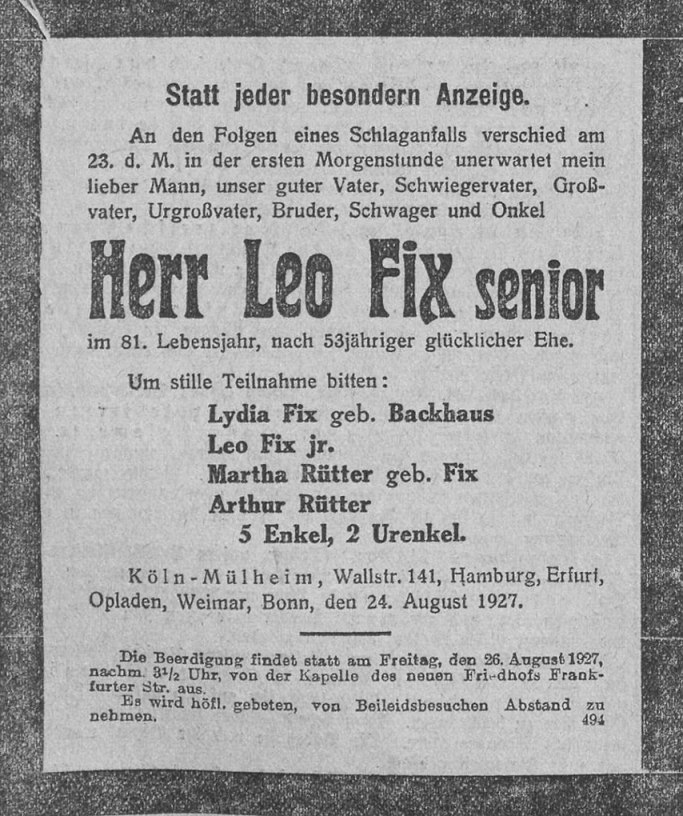 Statt jeder besondern Anzeige.
An den Folgen eines Schlaganfalls verschied am
23. d. M. in der ersten Morgenstunde unerwartet mein
lieber Mann, unser guter Vater, Schwiegervater, Groß-
vater, Urgroßvater, Bruder, Schwager und Onkel
Herr Leo Fix senior
im 81. Lebensjahr, nach 53jähriger glücklicher Ehe.
Um stille Teilnahme bitten:
Lydia Fix geb. Backhaus
Leo Fix jr.
Martha Rütter geb. Fix
Arthur Rütter
5 Enkel, 2 Urenkel.
Köln-Mülheim, Wallstr. 141, Hamburg, Erfurt,
Opladen, Weimar, Bonn, den 24. August 1927.
Die Beerdigung findet statt am Freitag, den 26. August 1927,
nachm. 3½ Uhr, von der Kapelle des neuen Friedhofs Frank-
furter Str. aus.
Es wird höfl. gebeten, von Beileidsbesuchen Abstand zu
nehmen. 494